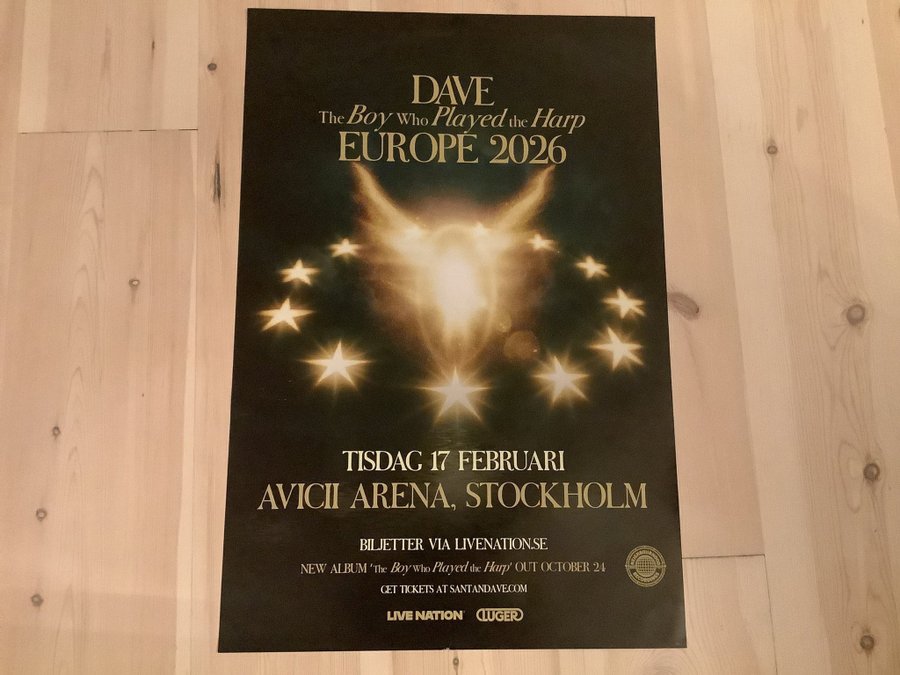 DAVE
The Boy Who Played the Harp
EUROPE 2026
TISDAG 17 FEBRUARI
AVICII ARENA, STOCKHOLM
BILJETTER VIA LIVENATION.SE
NEW ALBUM 'The Boy Who Played the Harp' OUT OCTOBER 24
GET TICKETS AT SANTANDAVE.COM
LIVE NATION LUGER